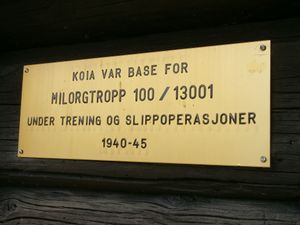 KOIA VAR BASE FOR
MILORGTROPP 100/13001
UNDER TRENING OG SLIPPOPERASJONER
1940-45